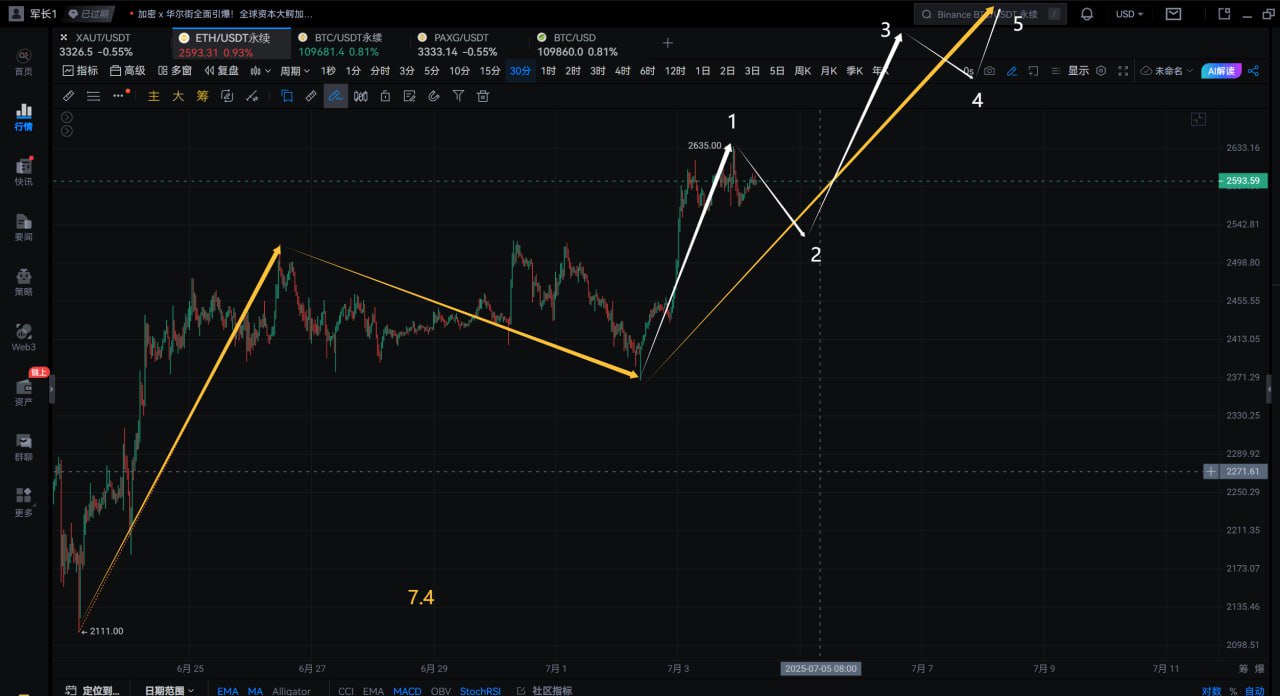 军长1 已过期 加密 x 华尔街全面引爆！全球资本大鳄加... Binance BTC/USDT 永续 / USD
XAUT/USDT ETH/USDT永续 BTC/USDT永续 PAXG/USDT BTC/USD
3326.5 -0.55% 2593.31 0.93% 109681.4 0.81% 3333.14 -0.55% 109860.0 0.81%
指标 高级 多窗 复盘 周期 1秒 1分 分时 3分 5分 10分 15分 30分 1时 2时 3时 4时 6时 12时 1日 2日 3日 5日 周K 月K 季K 年K 0s 显示 未命名 AI解读
主 大 筹
首页
行情
快讯
要闻
策略
Web3
链上
资产
群聊
更多
1
2
3
4
5
2635.00
←2111.00
7.4
2633.16
2593.59
2542.81
2498.80
2455.55
2413.05
2371.29
2330.25
2289.92
2271.61
2250.29
2211.35
2173.07
2135.46
2098.51
6月25 6月27 6月29 7月1 7月3 2025-07-05 08:00 7月7 7月9 7月11 筹 爆
定位到... 日期范围 EMA MA Alligator CCI EMA MACD OBV StochRSI 社区指标 对数 % 自动